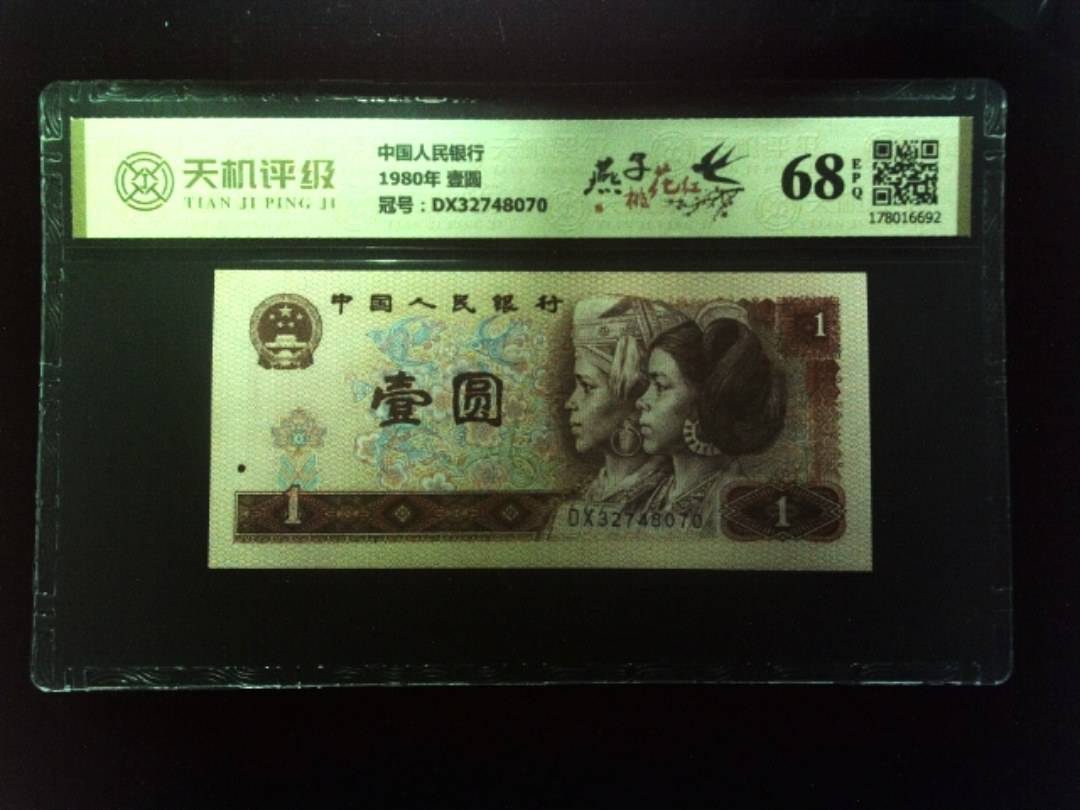 天机评级
TIAN JI PING JI
中国人民银行
1980年 壹圆
冠号：DX32748070
燕子
桃花红
68
EPQ
178016692
中国人民银行
1
壹圆
1
DX32748070
1